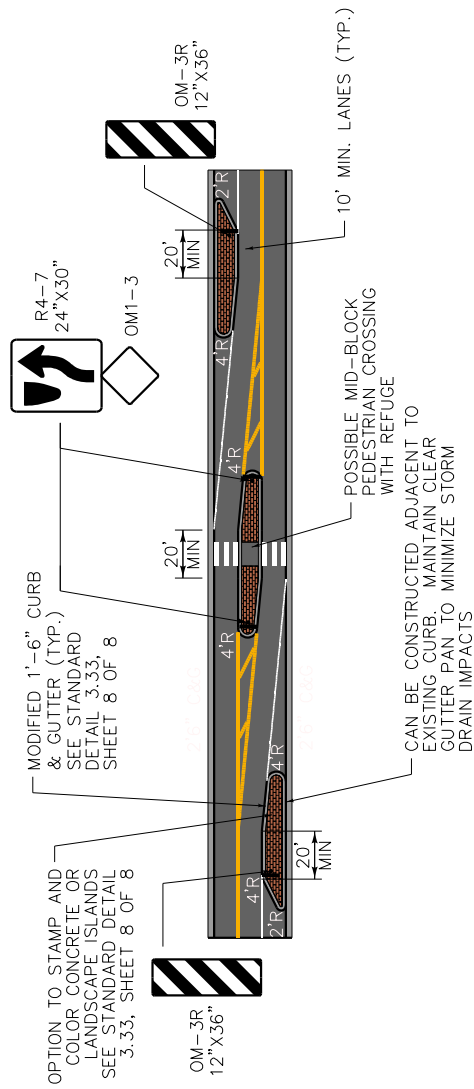 OPTION TO STAMP AND
COLOR CONCRETE OR
LANDSCAPE ISLANDS
SEE STANDARD DETAIL
3.33, SHEET 8 OF 8
MODIFIED 1'-6" CURB
& GUTTER (TYP.)
SEE STANDARD
DETAIL 3.33,
SHEET 8 OF 8
R4-7
24"X30"
OM1-3
OM-3R
12"X36"
OM-3R
12"X36"
2'R
4'R
4'R
20'
MIN
4'R
4'R
20'
MIN
4'R
2'R
20'
MIN
10' MIN. LANES (TYP.)
POSSIBLE MID-BLOCK
PEDESTRIAN CROSSING
WITH REFUGE
CAN BE CONSTRUCTED ADJACENT TO
EXISTING CURB. MAINTAIN CLEAR
GUTTER PAN TO MINIMIZE STORM
DRAIN IMPACTS